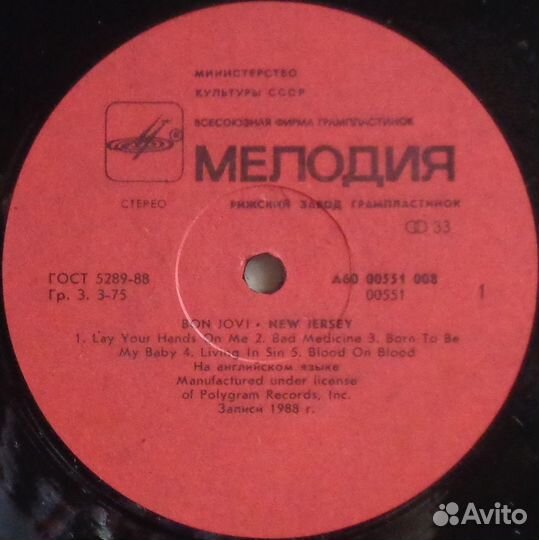 МИНИСТЕРСТВО
КУЛЬТУРЫ СССР
ВСЕСОЮЗНАЯ ФИРМА ГРАМПЛАСТИНОК
МЕЛОДИЯ
®
СТЕРЕО
РИЖСКИЙ ЗАВОД ГРАМПЛАСТИНОК
33
ГОСТ 5289-88
Гр. 3. 3-75
А60 00551 008
00551
1
BON JOVI • NEW JERSEY
1. Lay Your Hands On Me 2. Bad Medicine 3. Born To Be
My Baby 4. Living In Sin 5. Blood On Blood
На английском языке
Manufactured under license
of Polygram Records, Inc.
Записи 1988 г.
Avito